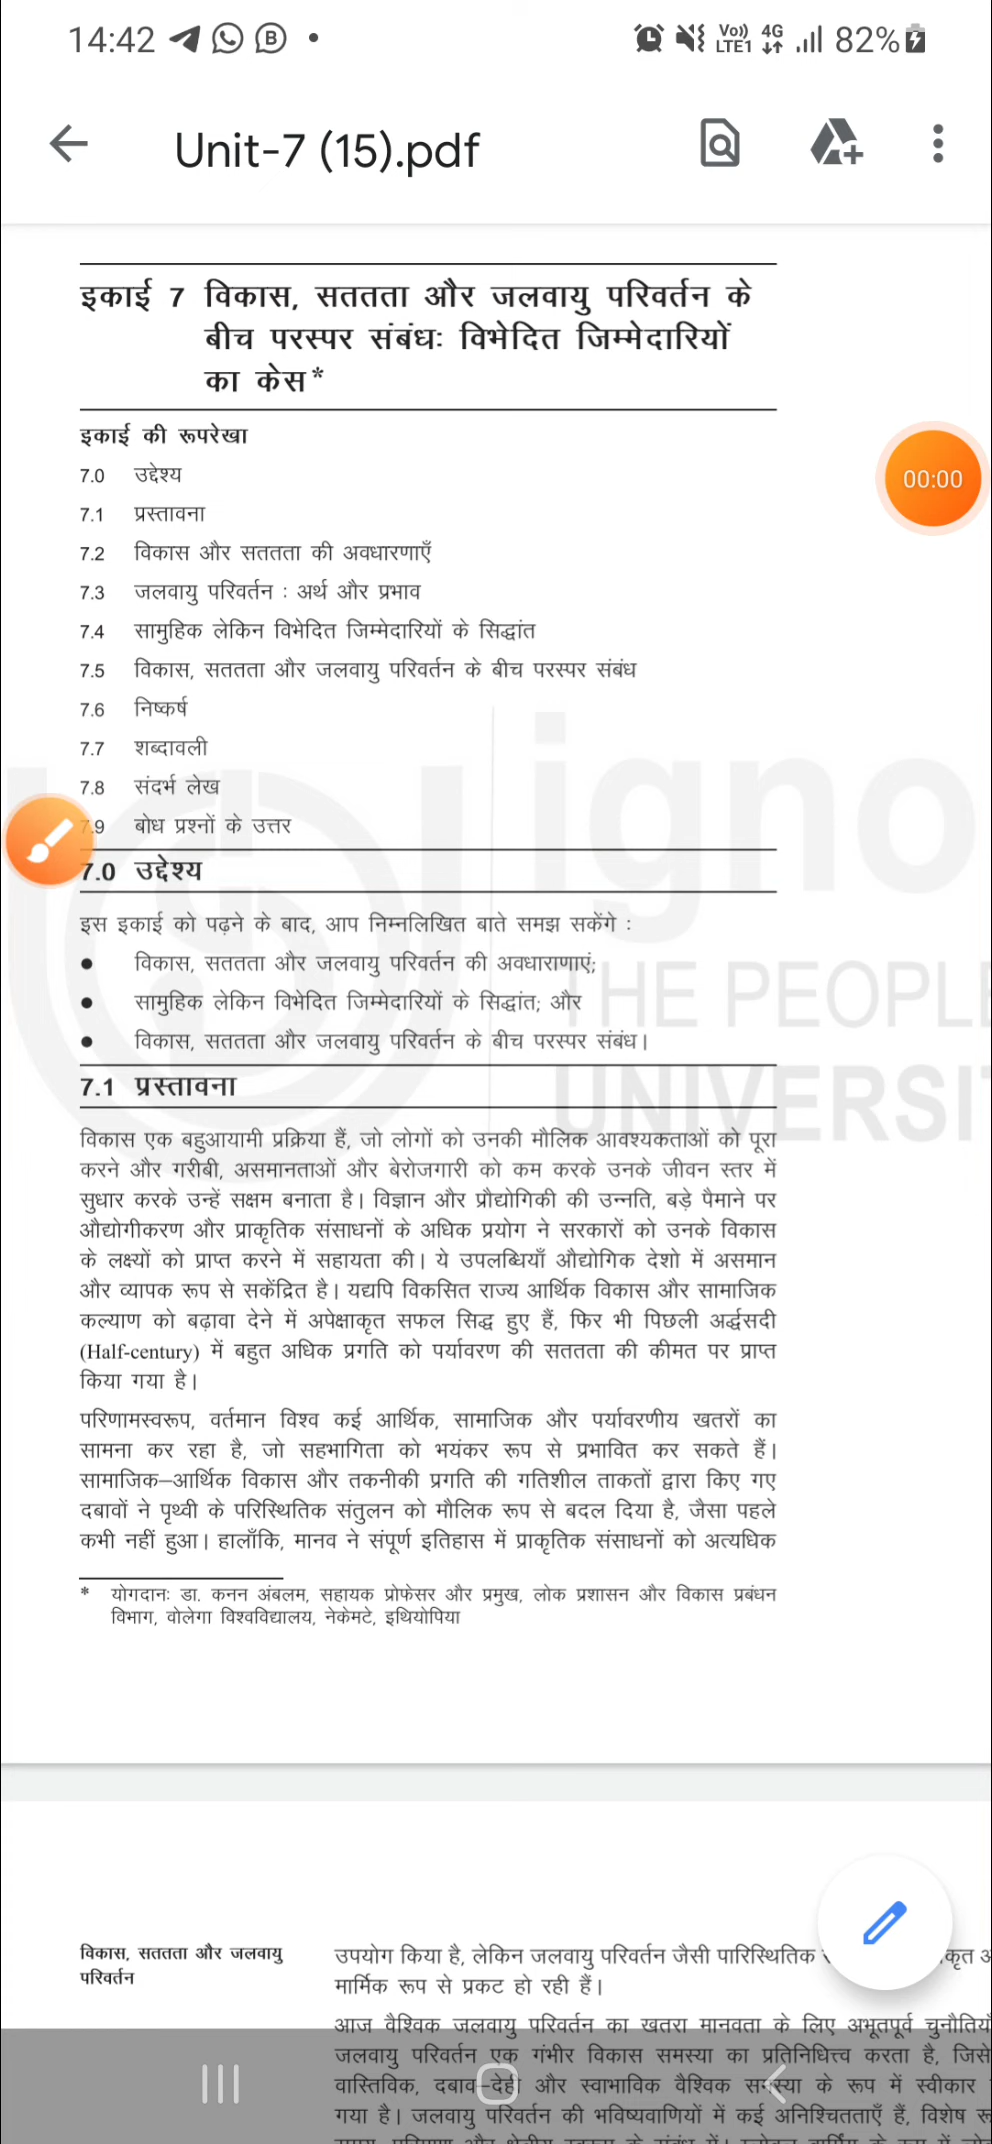 14:42
Vo)) LTE1 4G 82%
Unit-7 (15).pdf
इकाई 7 विकास, सततता और जलवायु परिवर्तन के
बीच परस्पर संबंधः विभेदित जिम्मेदारियों
का केस*
इकाई की रूपरेखा
7.0 उद्देश्य
7.1 प्रस्तावना
7.2 विकास और सततता की अवधारणाएँ
7.3 जलवायु परिवर्तन : अर्थ और प्रभाव
7.4 सामुहिक लेकिन विभेदित जिम्मेदारियों के सिद्धांत
7.5 विकास, सततता और जलवायु परिवर्तन के बीच परस्पर संबंध
7.6 निष्कर्ष
7.7 शब्दावली
7.8 संदर्भ लेख
7.9 बोध प्रश्नों के उत्तर
00:00
7.0 उद्देश्य
इस इकाई को पढ़ने के बाद, आप निम्नलिखित बाते समझ सकेंगे :
● विकास, सततता और जलवायु परिवर्तन की अवधाराणाएं;
● सामुहिक लेकिन विभेदित जिम्मेदारियों के सिद्धांत; और
● विकास, सततता और जलवायु परिवर्तन के बीच परस्पर संबंध।
7.1 प्रस्तावना
विकास एक बहुआयामी प्रक्रिया हैं, जो लोगों को उनकी मौलिक आवश्यकताओं को पूरा
करने और गरीबी, असमानताओं और बेरोजगारी को कम करके उनके जीवन स्तर में
सुधार करके उन्हें सक्षम बनाता है। विज्ञान और प्रौद्योगिकी की उन्नति, बड़े पैमाने पर
औद्योगीकरण और प्राकृतिक संसाधनों के अधिक प्रयोग ने सरकारों को उनके विकास
के लक्ष्यों को प्राप्त करने में सहायता की। ये उपलब्धियाँ औद्योगिक देशो में असमान
और व्यापक रूप से सकेंद्रित है। यद्यपि विकसित राज्य आर्थिक विकास और सामाजिक
कल्याण को बढ़ावा देने में अपेक्षाकृत सफल सिद्ध हुए हैं, फिर भी पिछली अर्द्धसदी
(Half-century) में बहुत अधिक प्रगति को पर्यावरण की सततता की कीमत पर प्राप्त
किया गया है।
परिणामस्वरूप, वर्तमान विश्व कई आर्थिक, सामाजिक और पर्यावरणीय खतरों का
सामना कर रहा है, जो सहभागिता को भयंकर रूप से प्रभावित कर सकते हैं।
सामाजिक–आर्थिक विकास और तकनीकी प्रगति की गतिशील ताकतों द्वारा किए गए
दबावों ने पृथ्वी के परिस्थितिक संतुलन को मौलिक रूप से बदल दिया है, जैसा पहले
कभी नहीं हुआ। हालाँकि, मानव ने संपूर्ण इतिहास में प्राकृतिक संसाधनों को अत्यधिक
* योगदानः डा. कनन अंबलम, सहायक प्रोफेसर और प्रमुख, लोक प्रशासन और विकास प्रबंधन
विभाग, वोलेगा विश्वविद्यालय, नेकेमटे, इथियोपिया
igno
THE PEOPL
UNIVERSI
विकास, सततता और जलवायु
परिवर्तन
उपयोग किया है, लेकिन जलवायु परिवर्तन जैसी पारिस्थितिक
मार्मिक रूप से प्रकट हो रही हैं।
आज वैश्विक जलवायु परिवर्तन का खतरा मानवता के लिए अभूतपूर्व
जलवायु परिवर्तन एक गंभीर विकास समस्या का प्रतिनिधित्त्व करता है, जिसे
वास्तिविक, दबाव–देही और स्वाभाविक वैश्विक समस्या के रूप में स्वीकार
गया है। जलवायु परिवर्तन की भविष्यवाणियों में कई अनिश्चितताएँ हैं, विशेष